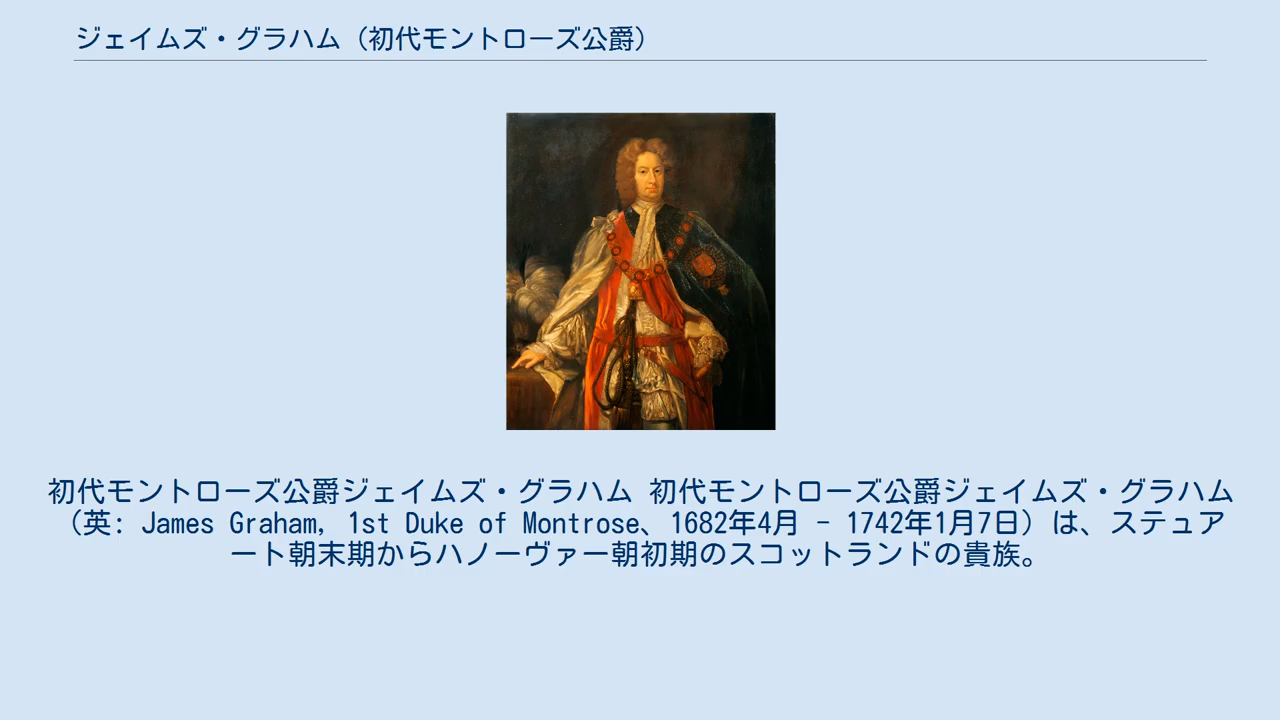 ジェイムズ・グラハム（初代モントローズ公爵）
初代モントローズ公爵ジェイムズ・グラハム 初代モントローズ公爵ジェイムズ・グラハム
（英: James Graham, 1st Duke of Montrose、1682年4月 - 1742年1月7日）は、ステュア
ート朝末期からハノーヴァー朝初期のスコットランドの貴族。